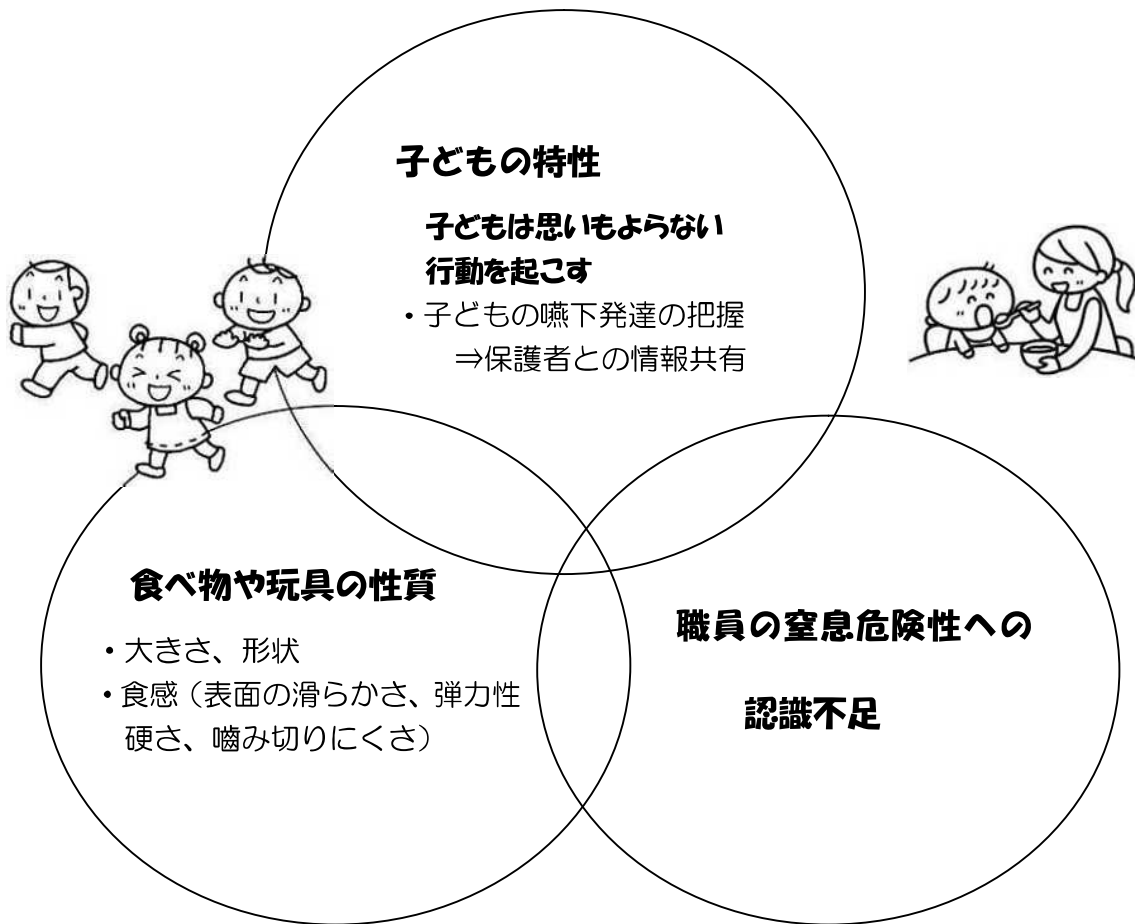 子どもの特性
子どもは思いもよらない
行動を起こす
・子どもの嚥下発達の把握
⇒保護者との情報共有
食べ物や玩具の性質
・大きさ、形状
・食感（表面の滑らかさ、弾力性
硬さ、噛み切りにくさ）
職員の窒息危険性への
認識不足